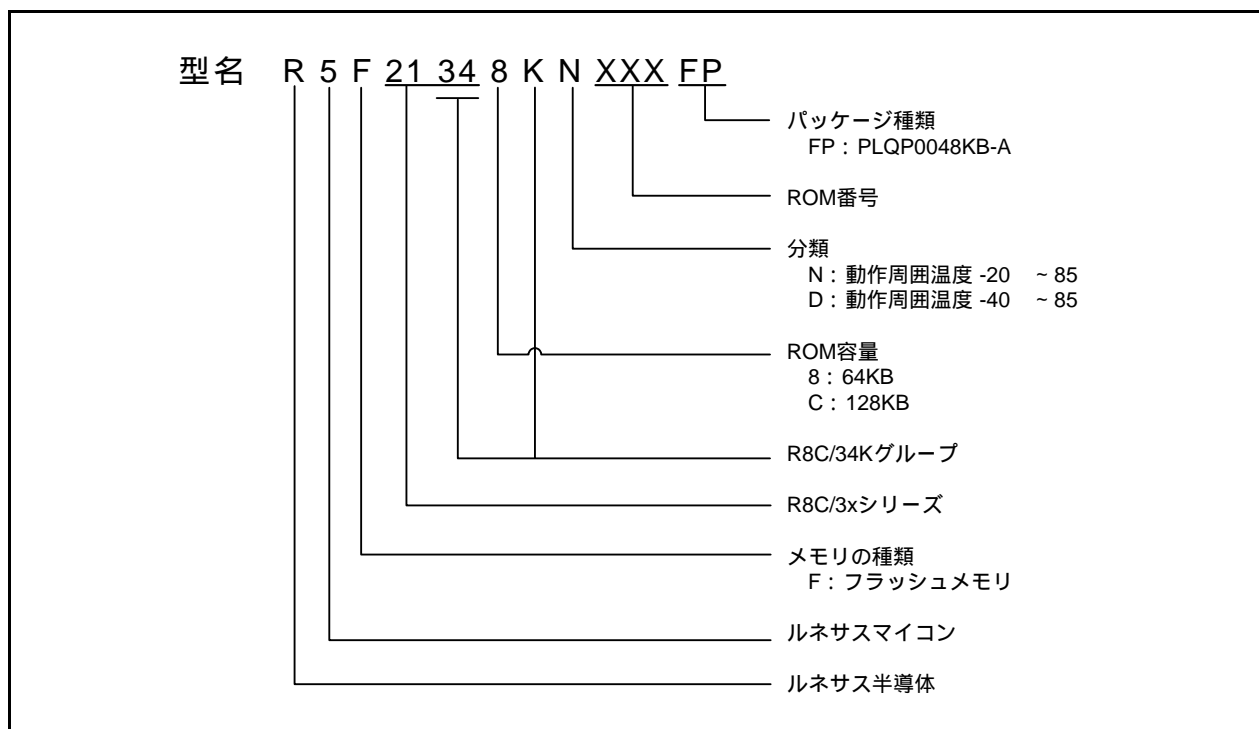 型名 R 5 F 21 34 8 K N XXX FP
パッケージ種類
FP : PLQP0048KB-A
ROM番号
分類
N : 動作周囲温度 -20 ~ 85
D : 動作周囲温度 -40 ~ 85
ROM容量
8 : 64KB
C : 128KB
R8C/34Kグループ
R8C/3xシリーズ
メモリの種類
F : フラッシュメモリ
ルネサスマイコン
ルネサス半導体